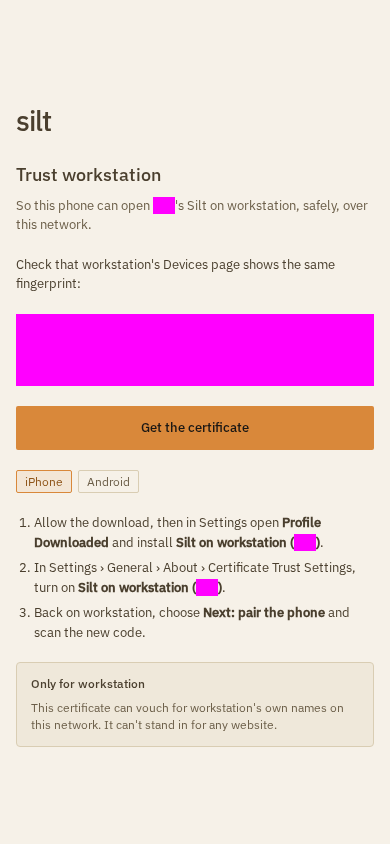 silt
Trust workstation
So this phone can open 's Silt on workstation, safely, over
this network.
Check that workstation's Devices page shows the same
fingerprint:
Get the certificate
iPhone
Android
1. Allow the download, then in Settings open Profile
Downloaded and install Silt on workstation ( ).
2. In Settings › General › About › Certificate Trust Settings,
turn on Silt on workstation ( ).
3. Back on workstation, choose Next: pair the phone and
scan the new code.
Only for workstation
This certificate can vouch for workstation's own names on
this network. It can't stand in for any website.